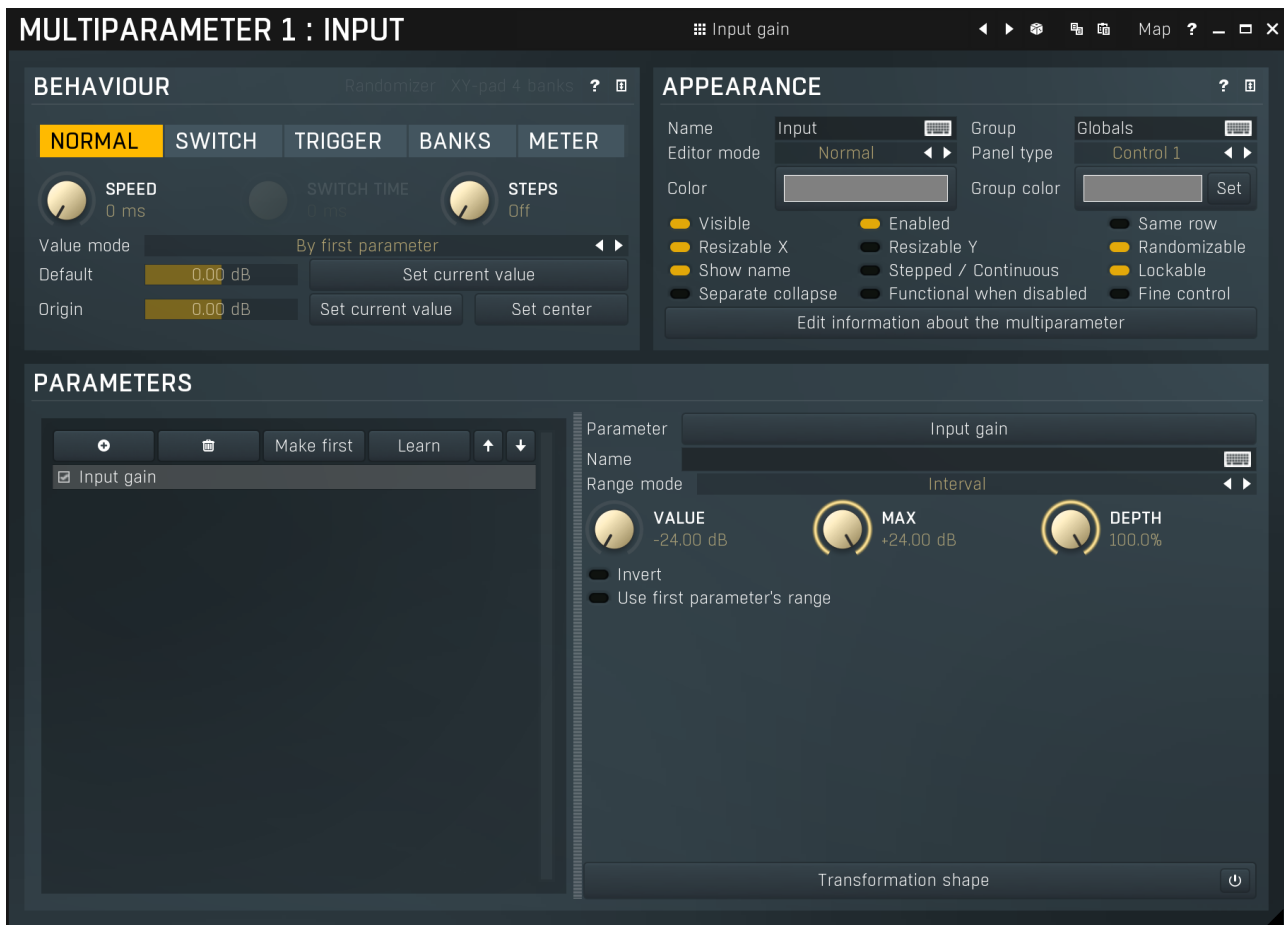 MULTIPARAMETER 1 : INPUT
Input gain
Map ?
BEHAVIOUR
Randomizer XY-pad 4 banks ?
NORMAL SWITCH TRIGGER BANKS METER
SPEED
0 ms
SWITCH TIME
0 ms
STEPS
Off
Value mode By first parameter
Default 0.00 dB Set current value
Origin 0.00 dB Set current value Set center
APPEARANCE ?
Name Input Group Globals
Editor mode Normal Panel type Control 1
Color Group color Set
Visible Enabled Same row
Resizable X Resizable Y Randomizable
Show name Stepped / Continuous Lockable
Separate collapse Functional when disabled Fine control
Edit information about the multiparameter
PARAMETERS
Make first Learn
Input gain
Parameter Input gain
Name
Range mode Interval
VALUE
-24.00 dB
MAX
+24.00 dB
DEPTH
100.0%
Invert
Use first parameter's range
Transformation shape